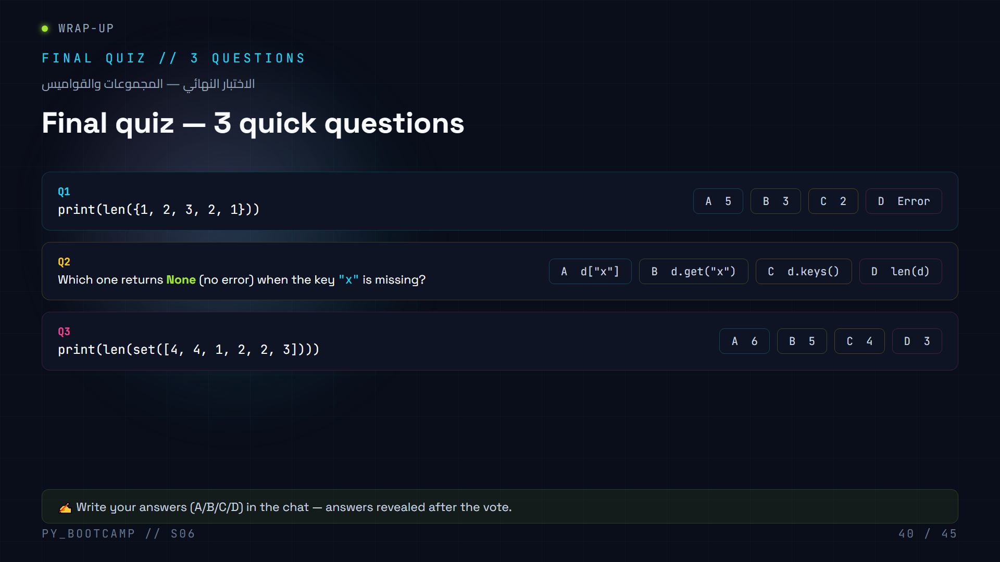 WRAP-UP
FINAL QUIZ // 3 QUESTIONS
الاختبار النهائي — المجموعات والقواميس
Final quiz — 3 quick questions
Q1
print(len({1, 2, 3, 2, 1}))
A 5 B 3 C 2 D Error
Q2
Which one returns None (no error) when the key "x" is missing?
A d["x"] B d.get("x") C d.keys() D len(d)
Q3
print(len(set([4, 4, 1, 2, 2, 3])))
A 6 B 5 C 4 D 3
✍️ Write your answers (A/B/C/D) in the chat — answers revealed after the vote.
PY_BOOTCAMP // S06
40 / 45